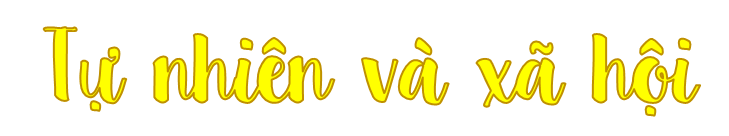 Tự nhiên và xã hội